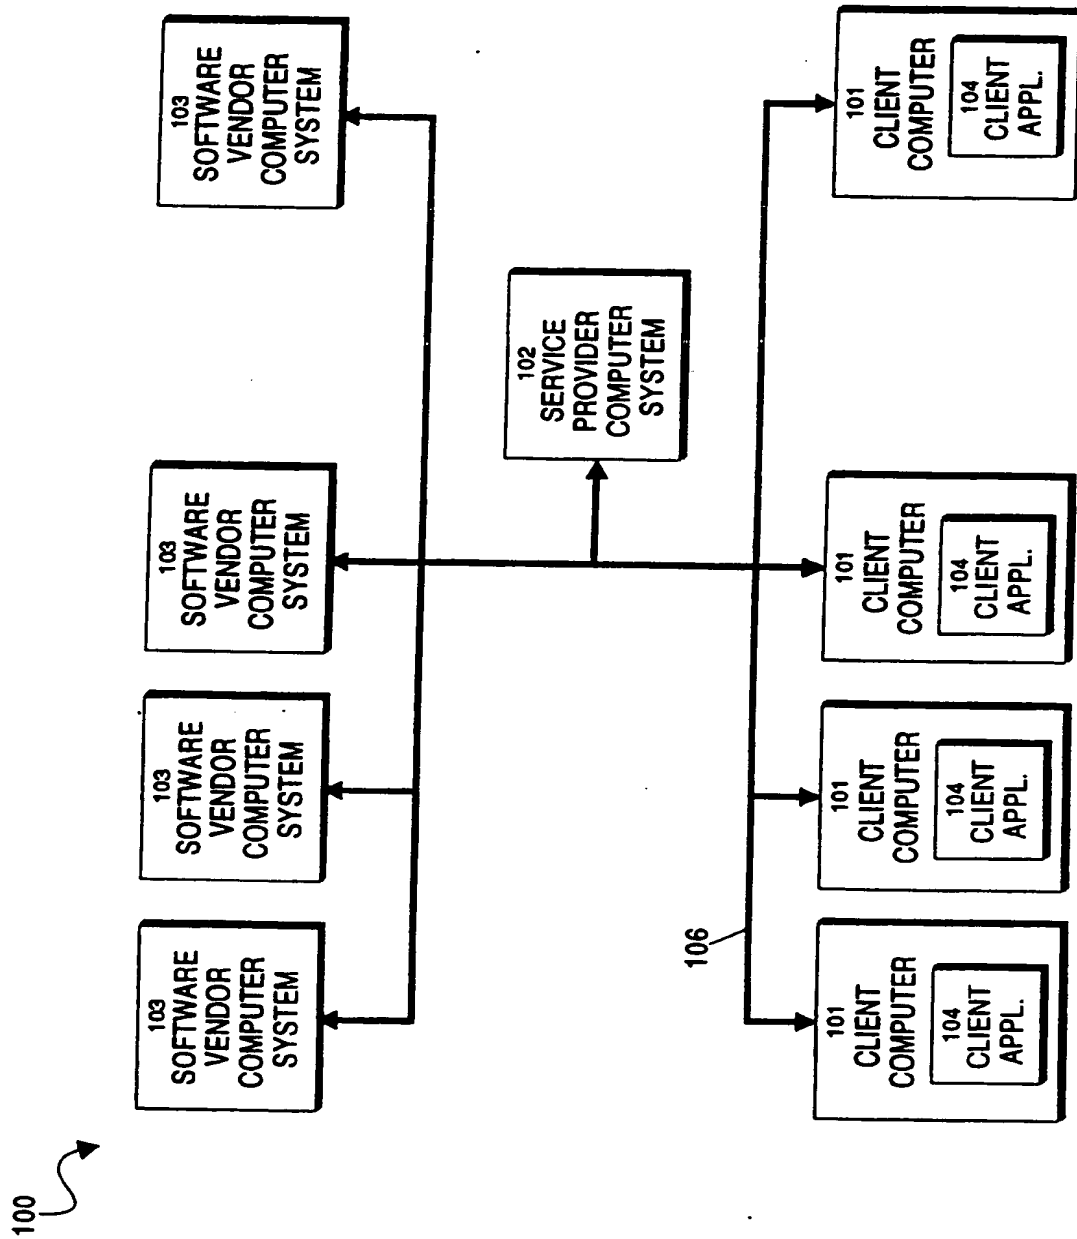 100
103
SOFTWARE
VENDOR
COMPUTER
SYSTEM
103
SOFTWARE
VENDOR
COMPUTER
SYSTEM
103
SOFTWARE
VENDOR
COMPUTER
SYSTEM
103
SOFTWARE
VENDOR
COMPUTER
SYSTEM
102
SERVICE
PROVIDER
COMPUTER
SYSTEM
106
101
CLIENT
COMPUTER
104
CLIENT
APPL.
101
CLIENT
COMPUTER
104
CLIENT
APPL.
101
CLIENT
COMPUTER
104
CLIENT
APPL.
101
CLIENT
COMPUTER
104
CLIENT
APPL.